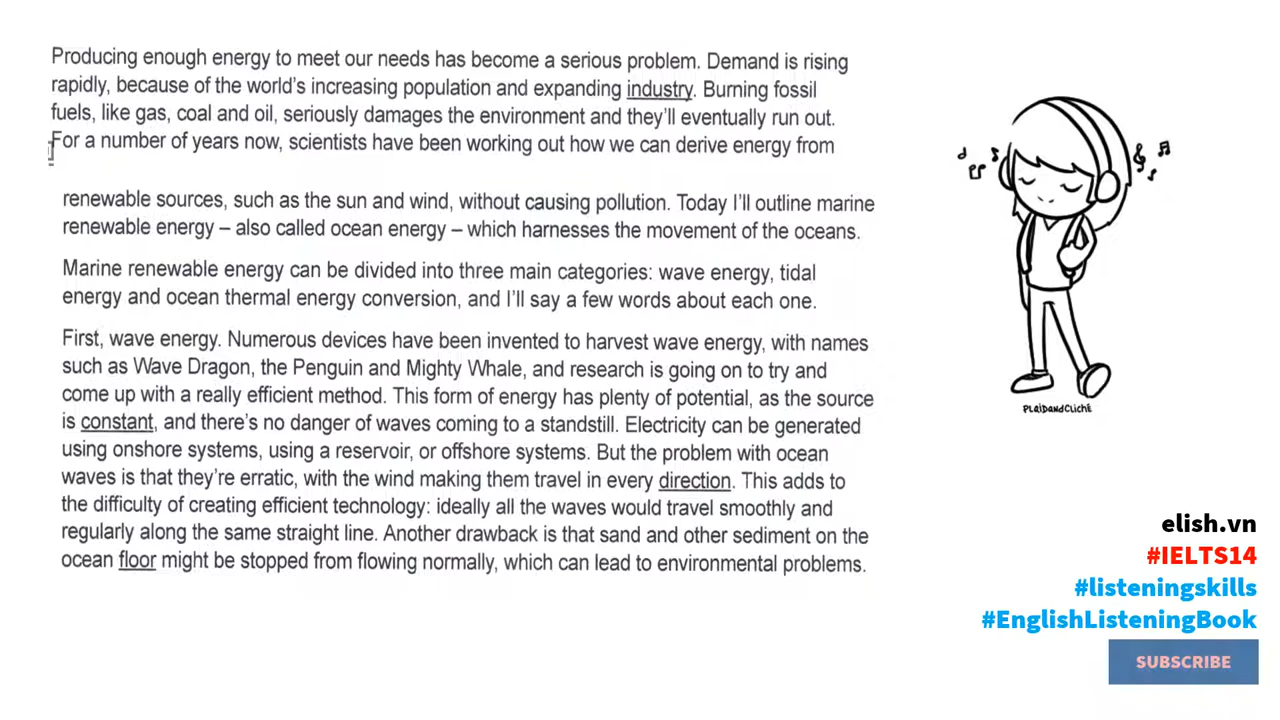 Producing enough energy to meet our needs has become a serious problem. Demand is rising
rapidly, because of the world's increasing population and expanding industry. Burning fossil
fuels, like gas, coal and oil, seriously damages the environment and they'll eventually run out.
For a number of years now, scientists have been working out how we can derive energy from
renewable sources, such as the sun and wind, without causing pollution. Today I'll outline marine
renewable energy – also called ocean energy – which harnesses the movement of the oceans.
Marine renewable energy can be divided into three main categories: wave energy, tidal
energy and ocean thermal energy conversion, and I'll say a few words about each one.
First, wave energy. Numerous devices have been invented to harvest wave energy, with names
such as Wave Dragon, the Penguin and Mighty Whale, and research is going on to try and
come up with a really efficient method. This form of energy has plenty of potential, as the source
is constant, and there's no danger of waves coming to a standstill. Electricity can be generated
using onshore systems, using a reservoir, or offshore systems. But the problem with ocean
waves is that they're erratic, with the wind making them travel in every direction. This adds to
the difficulty of creating efficient technology: ideally all the waves would travel smoothly and
regularly along the same straight line. Another drawback is that sand and other sediment on the
ocean floor might be stopped from flowing normally, which can lead to environmental problems.
PLAIDANDCLICHÉ
elish.vn
#IELTS14
#listeningskills
#EnglishListeningBook
SUBSCRIBE